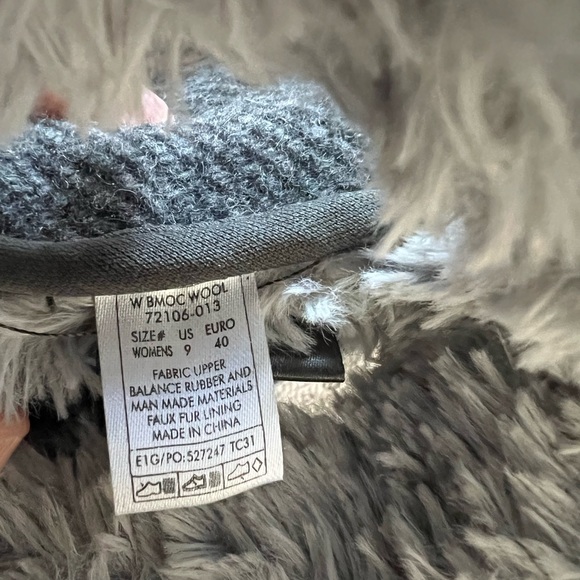 W BMOC WOOL
72106-013
SIZE# US EURO
WOMENS 9 40
FABRIC UPPER
BALANCE RUBBER AND
MAN MADE MATERIALS
FAUX FUR LINING
MADE IN CHINA
E1G/PO:527247 TC31